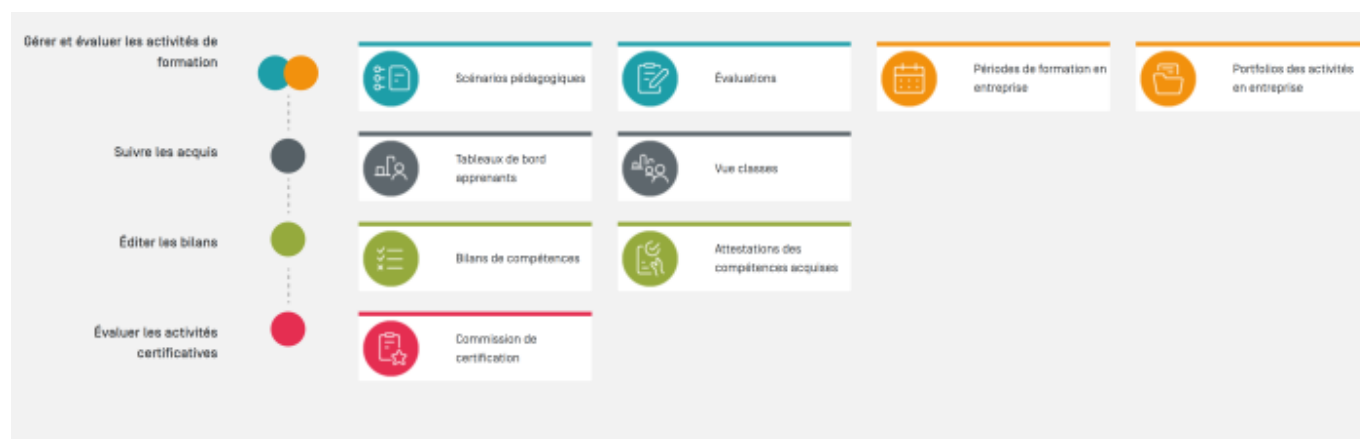 Gérer et évaluer les activités de
formation
Scénarios pédagogiques
Évaluations
Périodes de formation en
entreprise
Portfolios des activités
en entreprise
Suivre les acquis
Tableaux de bord
apprenants
Vue classes
Éditer les bilans
Bilans de compétences
Attestations des
compétences acquises
Évaluer les activités
certificatives
Commission de
certification